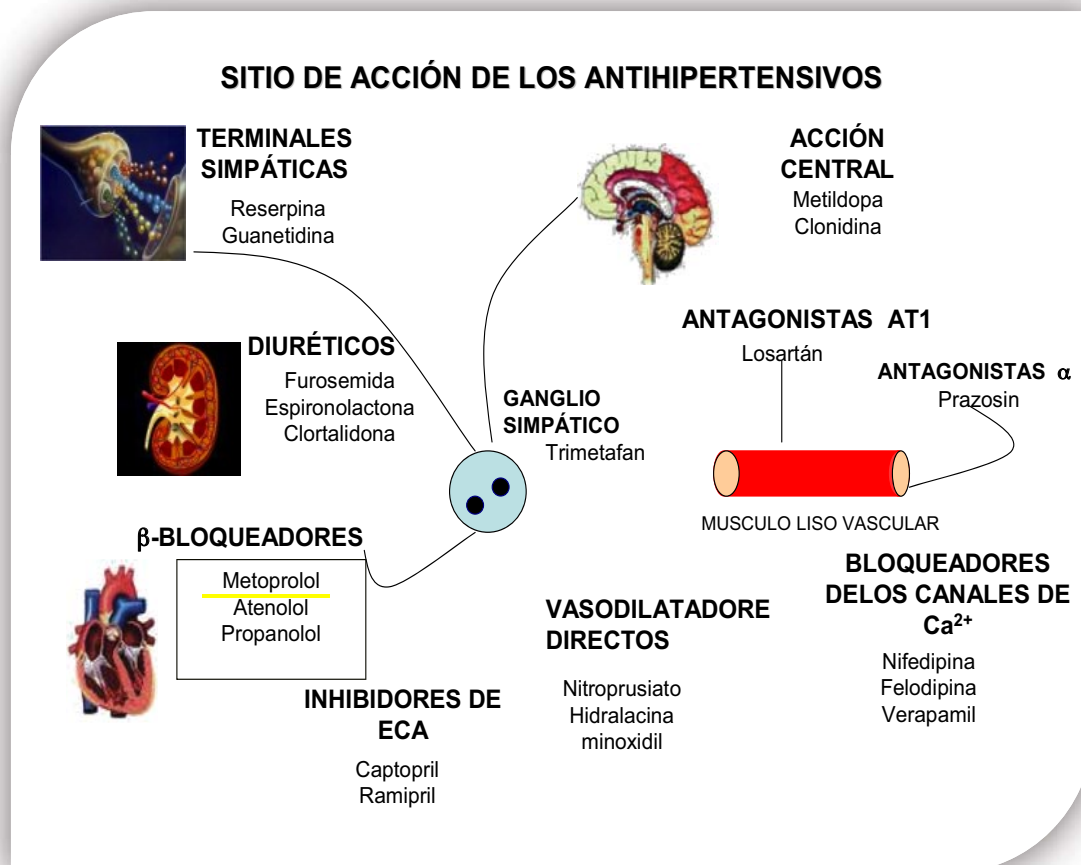 SITIO DE ACCIÓN DE LOS ANTIHIPERTENSIVOS
TERMINALES
SIMPÁTICAS
Reserpina
Guanetidina
ACCIÓN
CENTRAL
Metildopa
Clonidina
DIURÉTICOS
Furosemida
Espironolactona
Clortalidona
GANGLIO
SIMPÁTICO
Trimetafan
ANTAGONISTAS AT1
Losartán
ANTAGONISTAS α
Prazosin
MUSCULO LISO VASCULAR
β-BLOQUEADORES
Metoprolol
Atenolol
Propanolol
INHIBIDORES DE
ECA
Captopril
Ramipril
VASODILATADORE
DIRECTOS
Nitroprusiato
Hidralacina
minoxidil
BLOQUEADORES
DELOS CANALES DE
Ca²⁺
Nifedipina
Felodipina
Verapamil